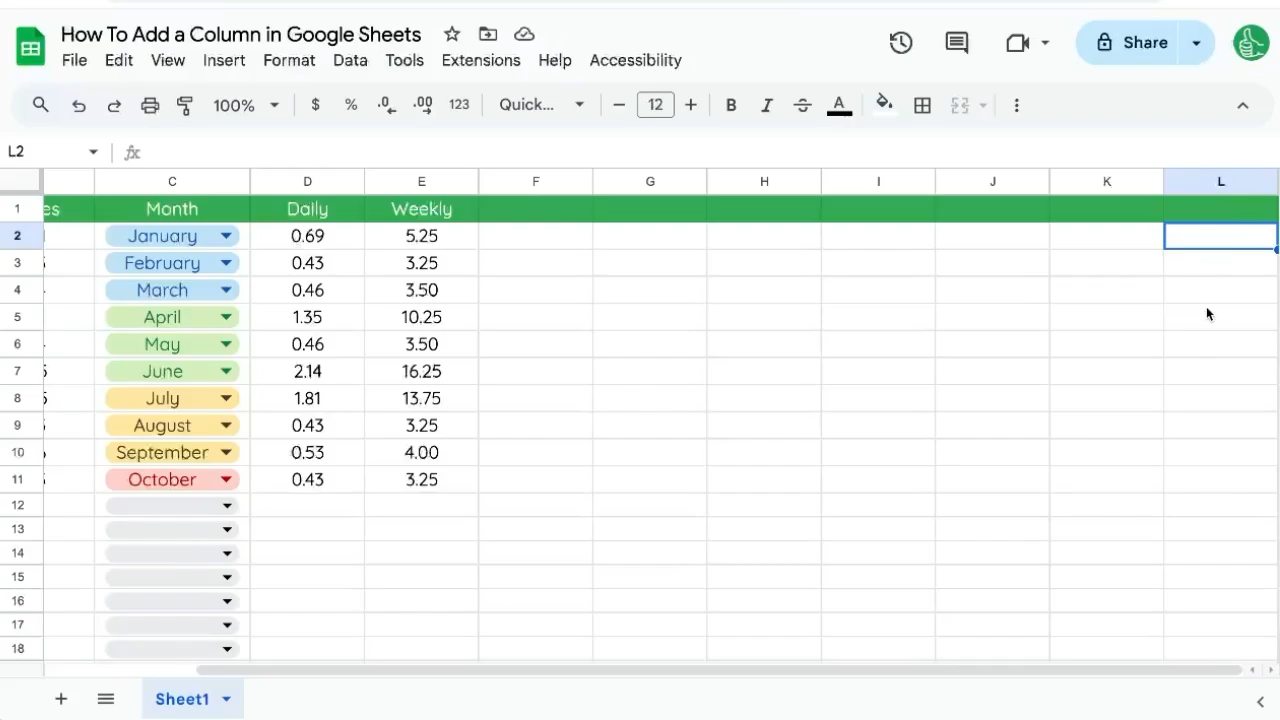 How To Add a Column in Google Sheets
File Edit View Insert Format Data Tools Extensions Help Accessibility
Share
100% $ % .0 .00 123 Quick... 12 B I S A
L2 fx
C D E F G H I J K L
1 es Month Daily Weekly
2 January 0.69 5.25
3 February 0.43 3.25
4 March 0.46 3.50
5 April 1.35 10.25
6 May 0.46 3.50
7 June 2.14 16.25
8 July 1.81 13.75
9 August 0.43 3.25
10 September 0.53 4.00
11 October 0.43 3.25
12
13
14
15
16
17
18
Sheet1